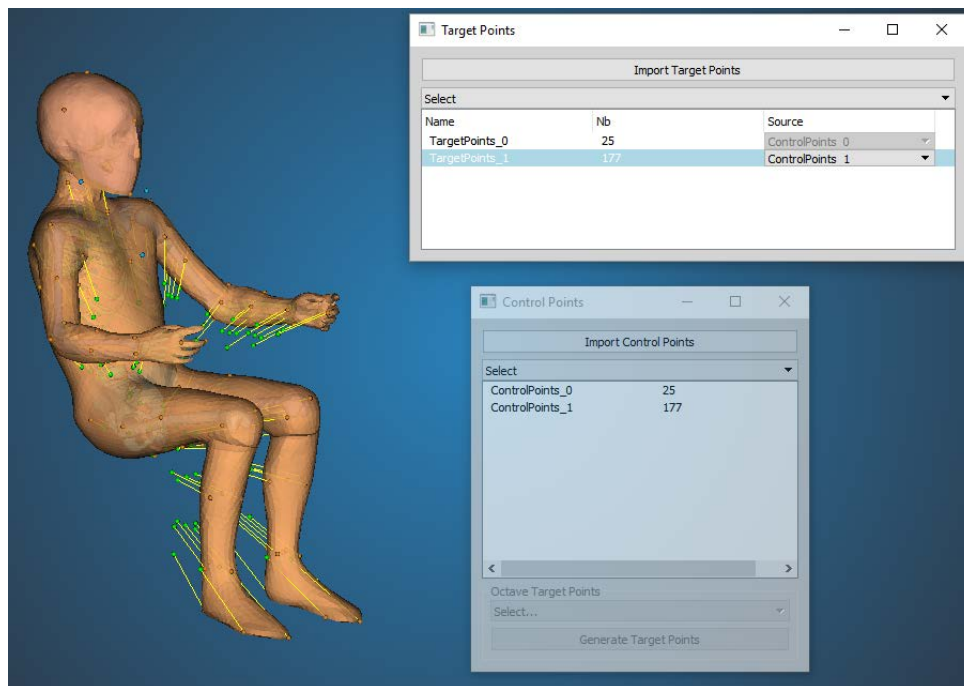 Target Points
Import Target Points
Select
Name Nb Source
TargetPoints_0 25 ControlPoints_0
TargetPoints_1 177 ControlPoints_1
Control Points
Import Control Points
Select
ControlPoints_0 25
ControlPoints_1 177
Octave Target Points
Select...
Generate Target Points